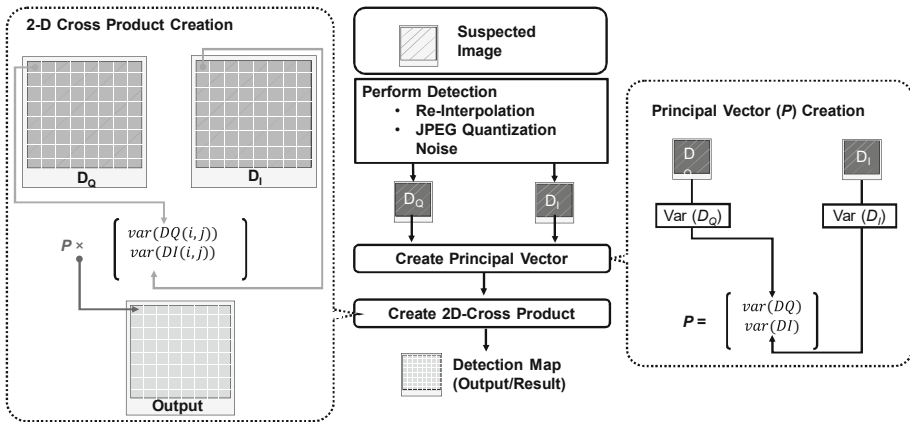 2-D Cross Product Creation
D_Q
D_I
var(DQ(i,j))
var(DI(i,j))
P ×
Output
Suspected
Image
Perform Detection
• Re-Interpolation
• JPEG Quantization
Noise
D_Q
D_I
Create Principal Vector
Create 2D-Cross Product
Detection Map
(Output/Result)
Principal Vector (P) Creation
D
Q
D_I
Var (D_Q)
Var (D_I)
P =
var(DQ)
var(DI)